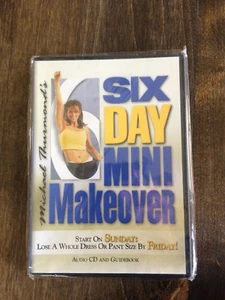 Michael Thurmond's
6
SIX
DAY
MINI
Makeover
START ON SUNDAY:
LOSE A WHOLE DRESS OR PANT SIZE BY FRIDAY!
AUDIO CD AND GUIDEBOOK